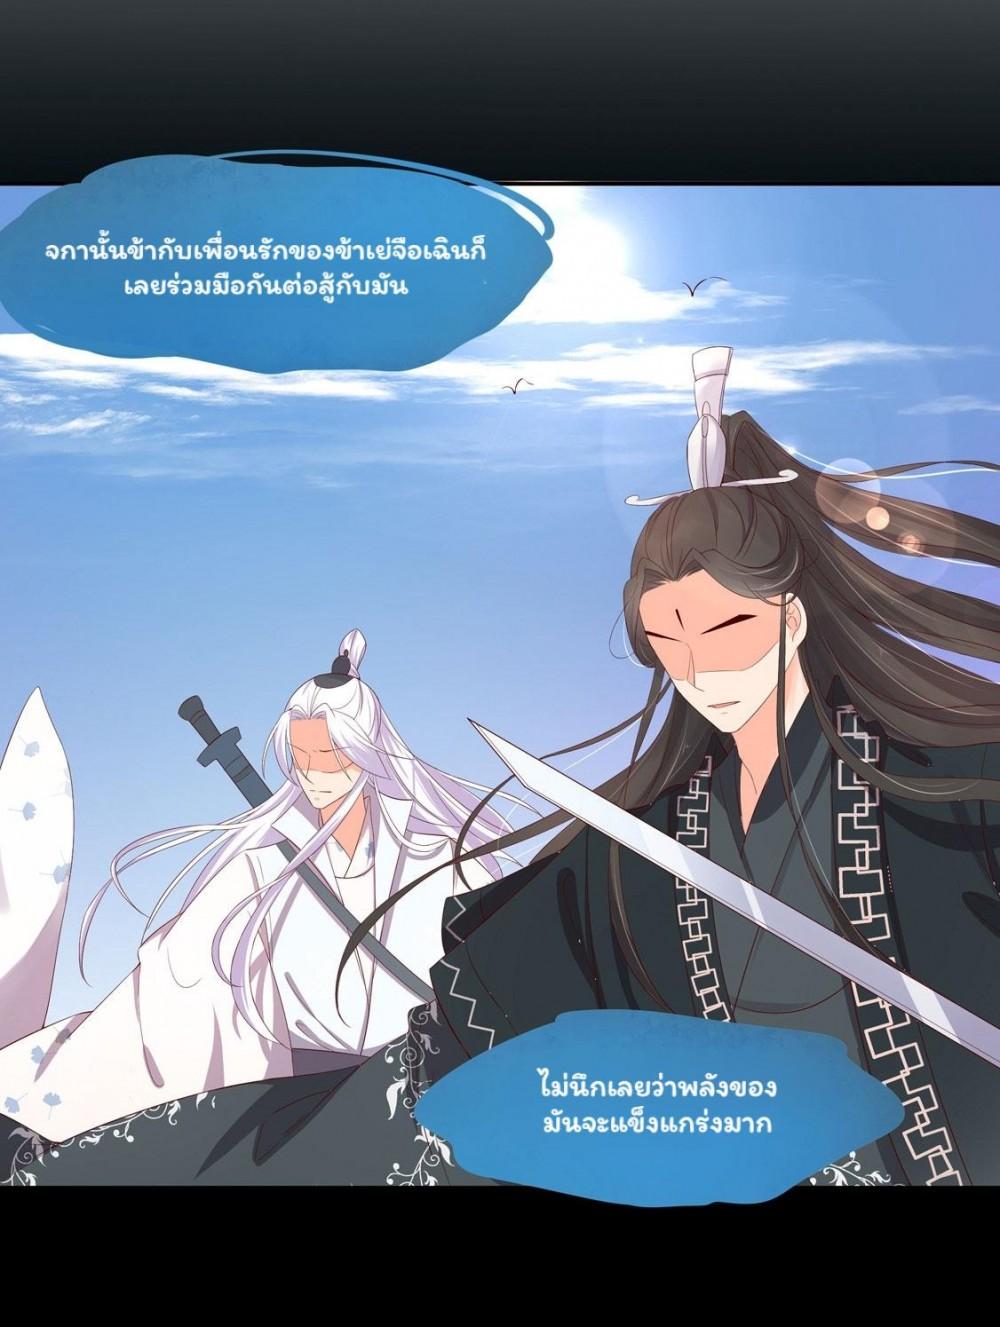 จกานั้นข้ากับเพื่อนรักของข้าเย่จือเฉินก็
เลยร่วมมือกันต่อสู้กับมัน
ไม่นึกเลยว่าพลังของ
มันจะแข็งแกร่งมาก